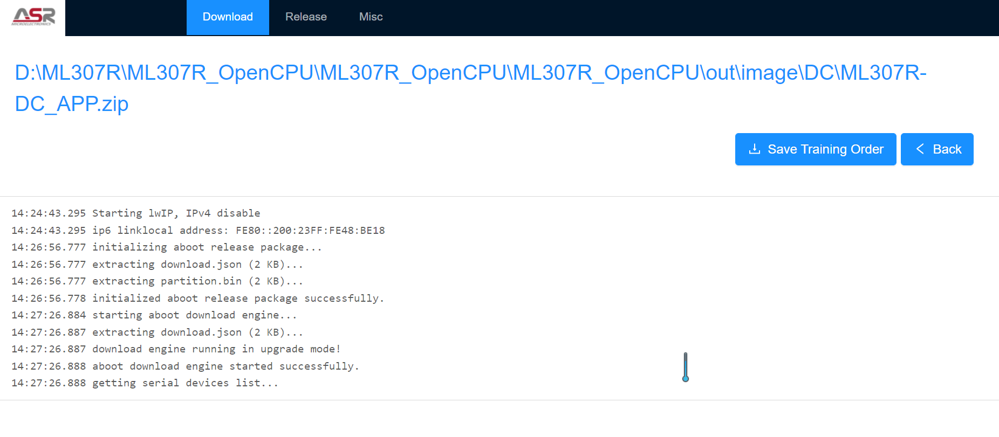 ASR
MICROELECTRONICS
Download Release Misc
D:\ML307R\ML307R_OpenCPU\ML307R_OpenCPU\ML307R_OpenCPU\out\image\DC\ML307R-
DC_APP.zip
Save Training Order Back
14:24:43.295 Starting lwIP, IPv4 disable
14:24:43.295 ip6 linklocal address: FE80::200:23FF:FE48:BE18
14:26:56.777 initializing aboot release package...
14:26:56.777 extracting download.json (2 KB)...
14:26:56.777 extracting partition.bin (2 KB)...
14:26:56.778 initialized aboot release package successfully.
14:27:26.884 starting aboot download engine...
14:27:26.887 extracting download.json (2 KB)...
14:27:26.887 download engine running in upgrade mode!
14:27:26.888 aboot download engine started successfully.
14:27:26.888 getting serial devices list...